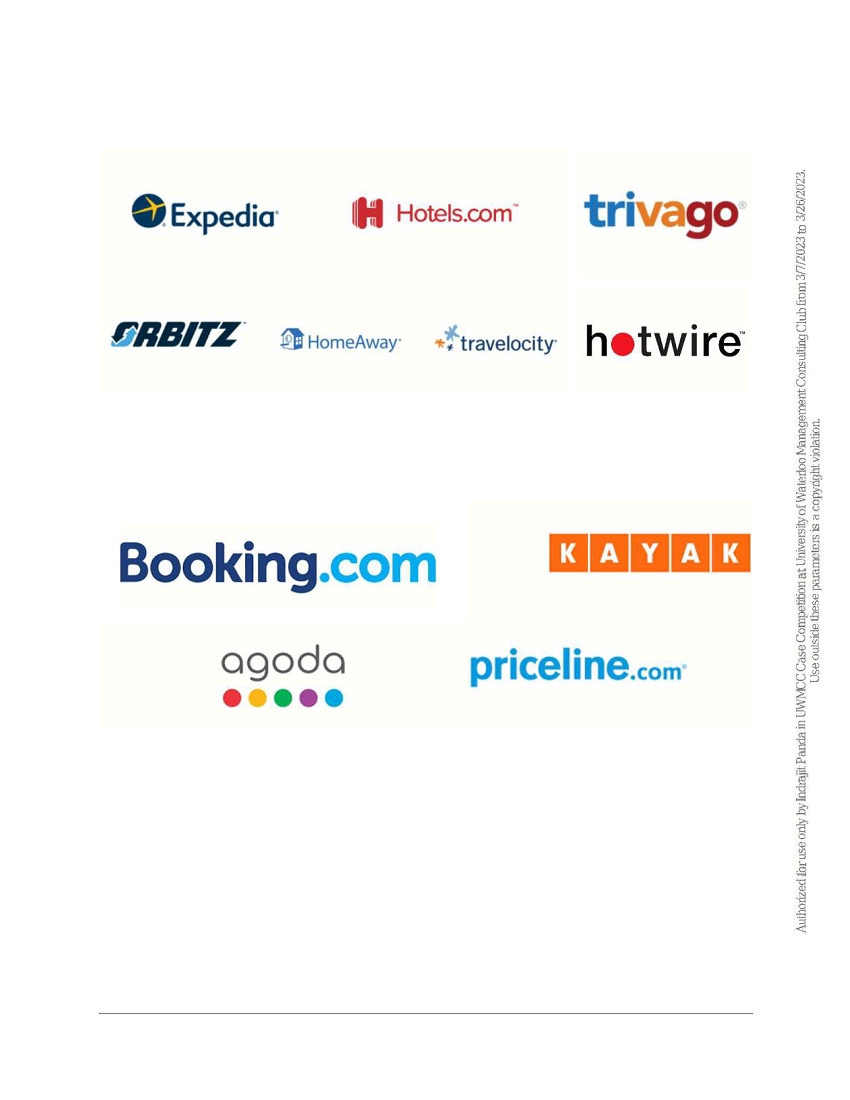 Expedia®
Hotels.com™
trivago®
ORBITZ
HomeAway®
travelocity®
hotwire™
Booking.com
KAYAK
agoda
priceline.com®
Authorized for use only by Indrajit Panda in UWMCC Case Competition at University of Waterloo Management Consulting Club from 3/7/2023 to 3/26/2023.
Use outside these parameters is a copyright violation.